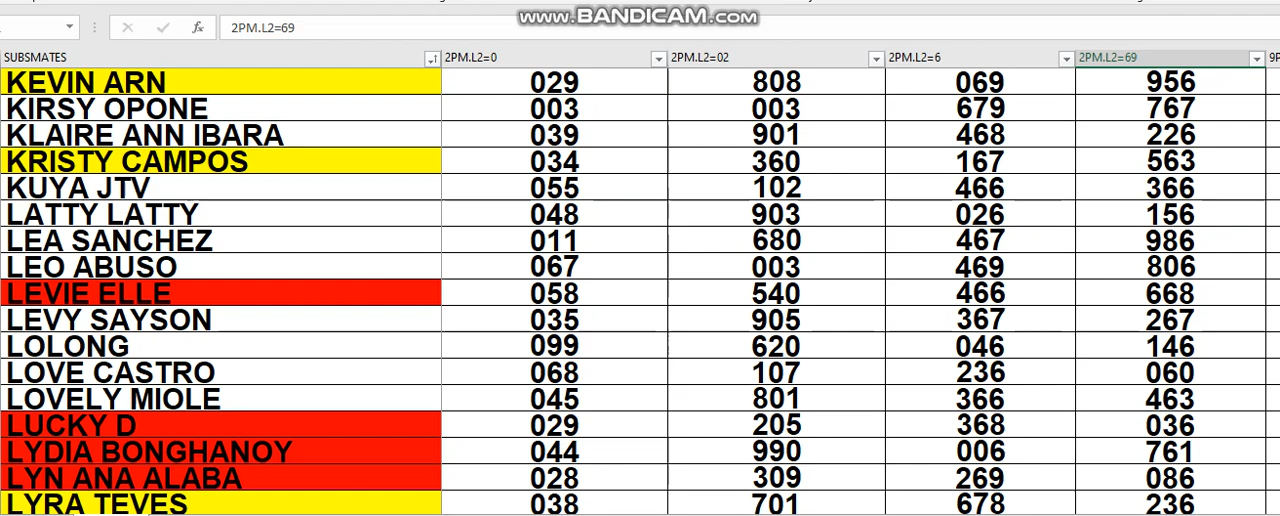 www.BANDICAM.com
fx 2PM.L2=69
SUBSMATES 2PM.L2=0 2PM.L2=02 2PM.L2=6 2PM.L2=69 9P
KEVIN ARN 029 808 069 956
KIRSY OPONE 003 003 679 767
KLAIRE ANN IBARA 039 901 468 226
KRISTY CAMPOS 034 360 167 563
KUYA JTV 055 102 466 366
LATTY LATTY 048 903 026 156
LEA SANCHEZ 011 680 467 986
LEO ABUSO 067 003 469 806
LEVIE ELLE 058 540 466 668
LEVY SAYSON 035 905 367 267
LOLONG 099 620 046 146
LOVE CASTRO 068 107 236 060
LOVELY MIOLE 045 801 366 463
LUCKY D 029 205 368 036
LYDIA BONGHANOY 044 990 006 761
LYN ANA ALABA 028 309 269 086
LYRA TEVES 038 701 678 236